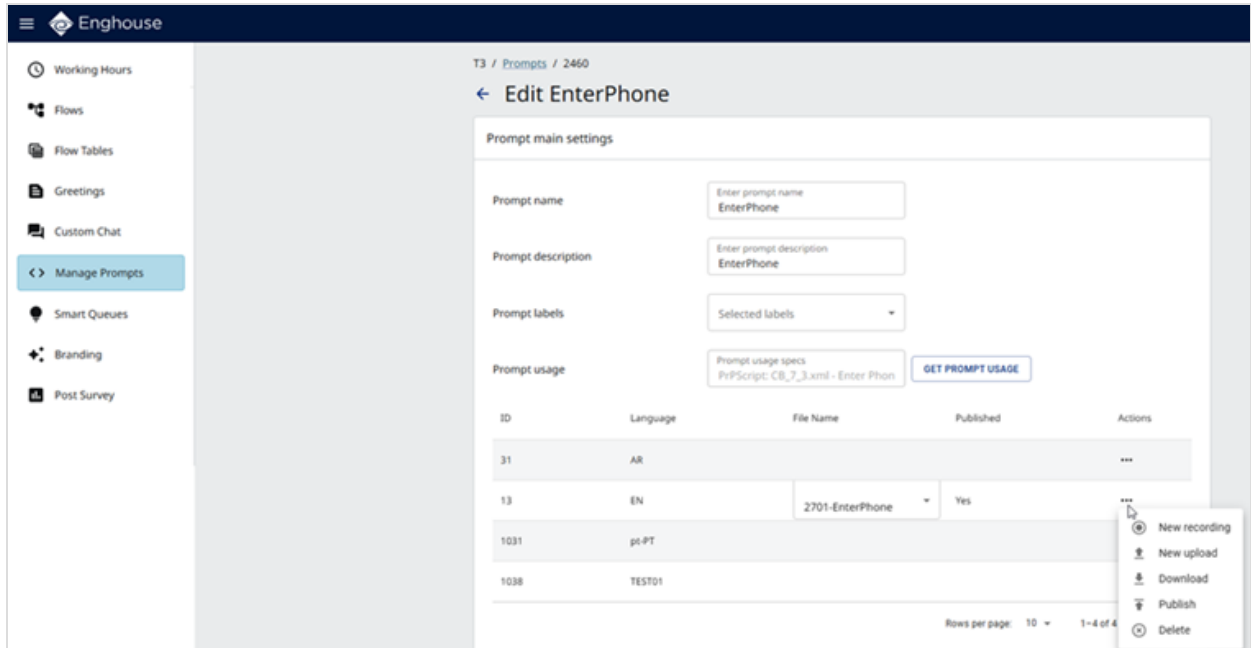 Enghouse
Working Hours
Flows
Flow Tables
Greetings
Custom Chat
Manage Prompts
Smart Queues
Branding
Post Survey
T3 / Prompts / 2460
Edit EnterPhone
Prompt main settings
Prompt name
Enter prompt name
EnterPhone
Prompt description
Enter prompt description
EnterPhone
Prompt labels
Selected labels
Prompt usage
Prompt usage specs
PrPScript: CB_7_3.xml - Enter Phon
GET PROMPT USAGE
ID Language File Name Published Actions
31 AR
13 EN 2701-EnterPhone Yes
1031 pt-PT
1038 TEST01
Rows per page: 10 1-4 of 4
New recording
New upload
Download
Publish
Delete